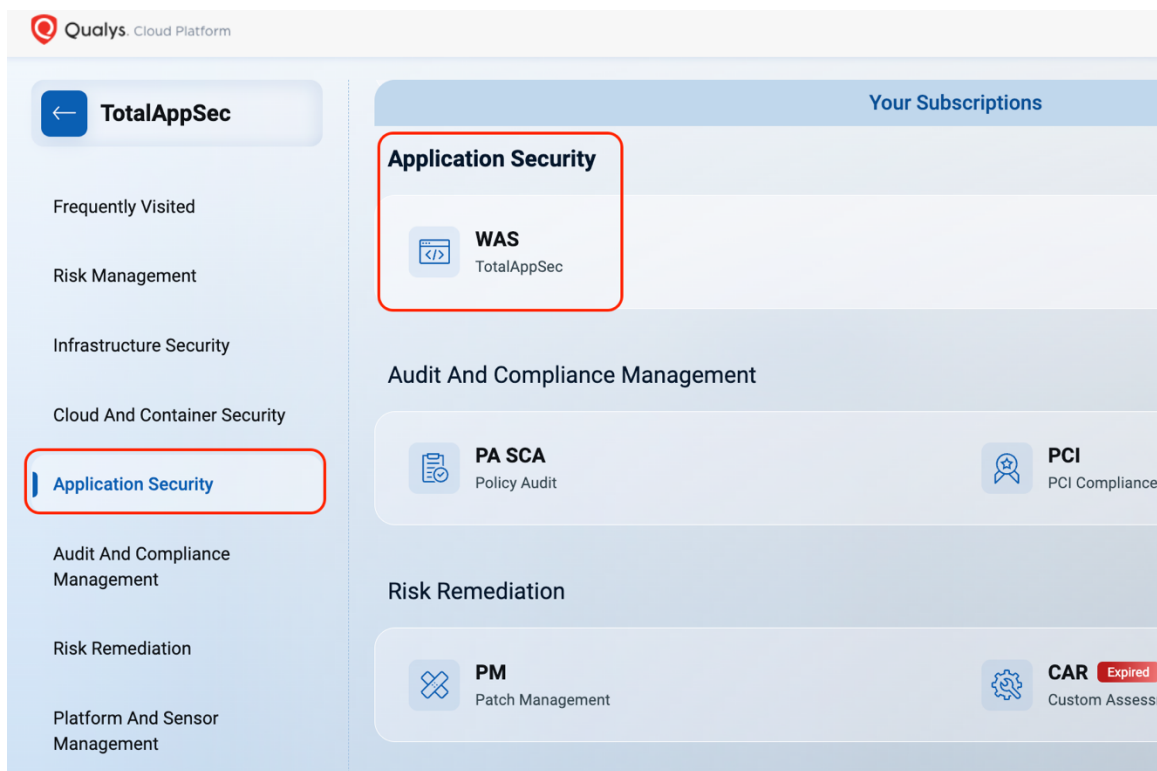 Qualys. Cloud Platform
TotalAppSec
Frequently Visited
Risk Management
Infrastructure Security
Cloud And Container Security
Application Security
Audit And Compliance
Management
Risk Remediation
Platform And Sensor
Management
Your Subscriptions
Application Security
WAS
TotalAppSec
Audit And Compliance Management
PA SCA
Policy Audit
PCI
PCI Compliance
Risk Remediation
PM
Patch Management
CAR Expired
Custom Assess